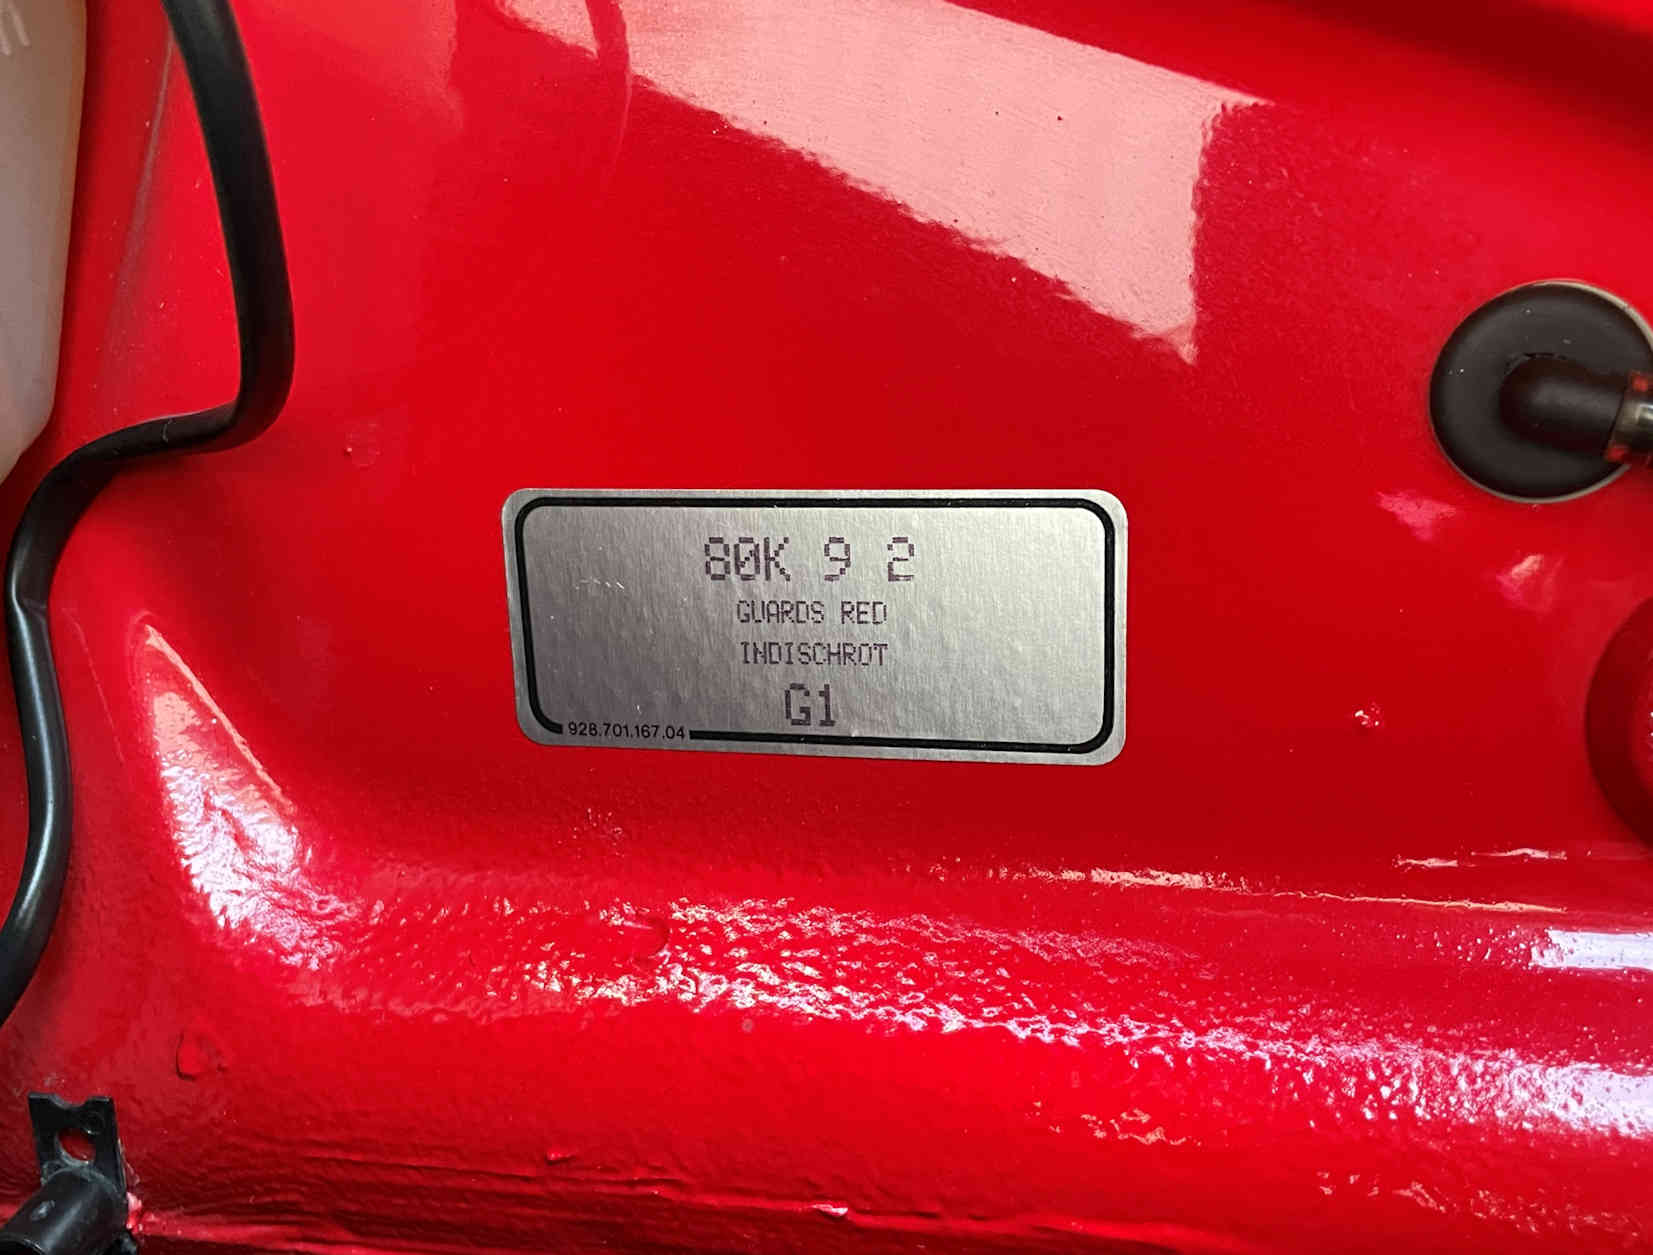 80K 9 2
GUARDS RED
INDISCHROT
G1
928.701.167.04